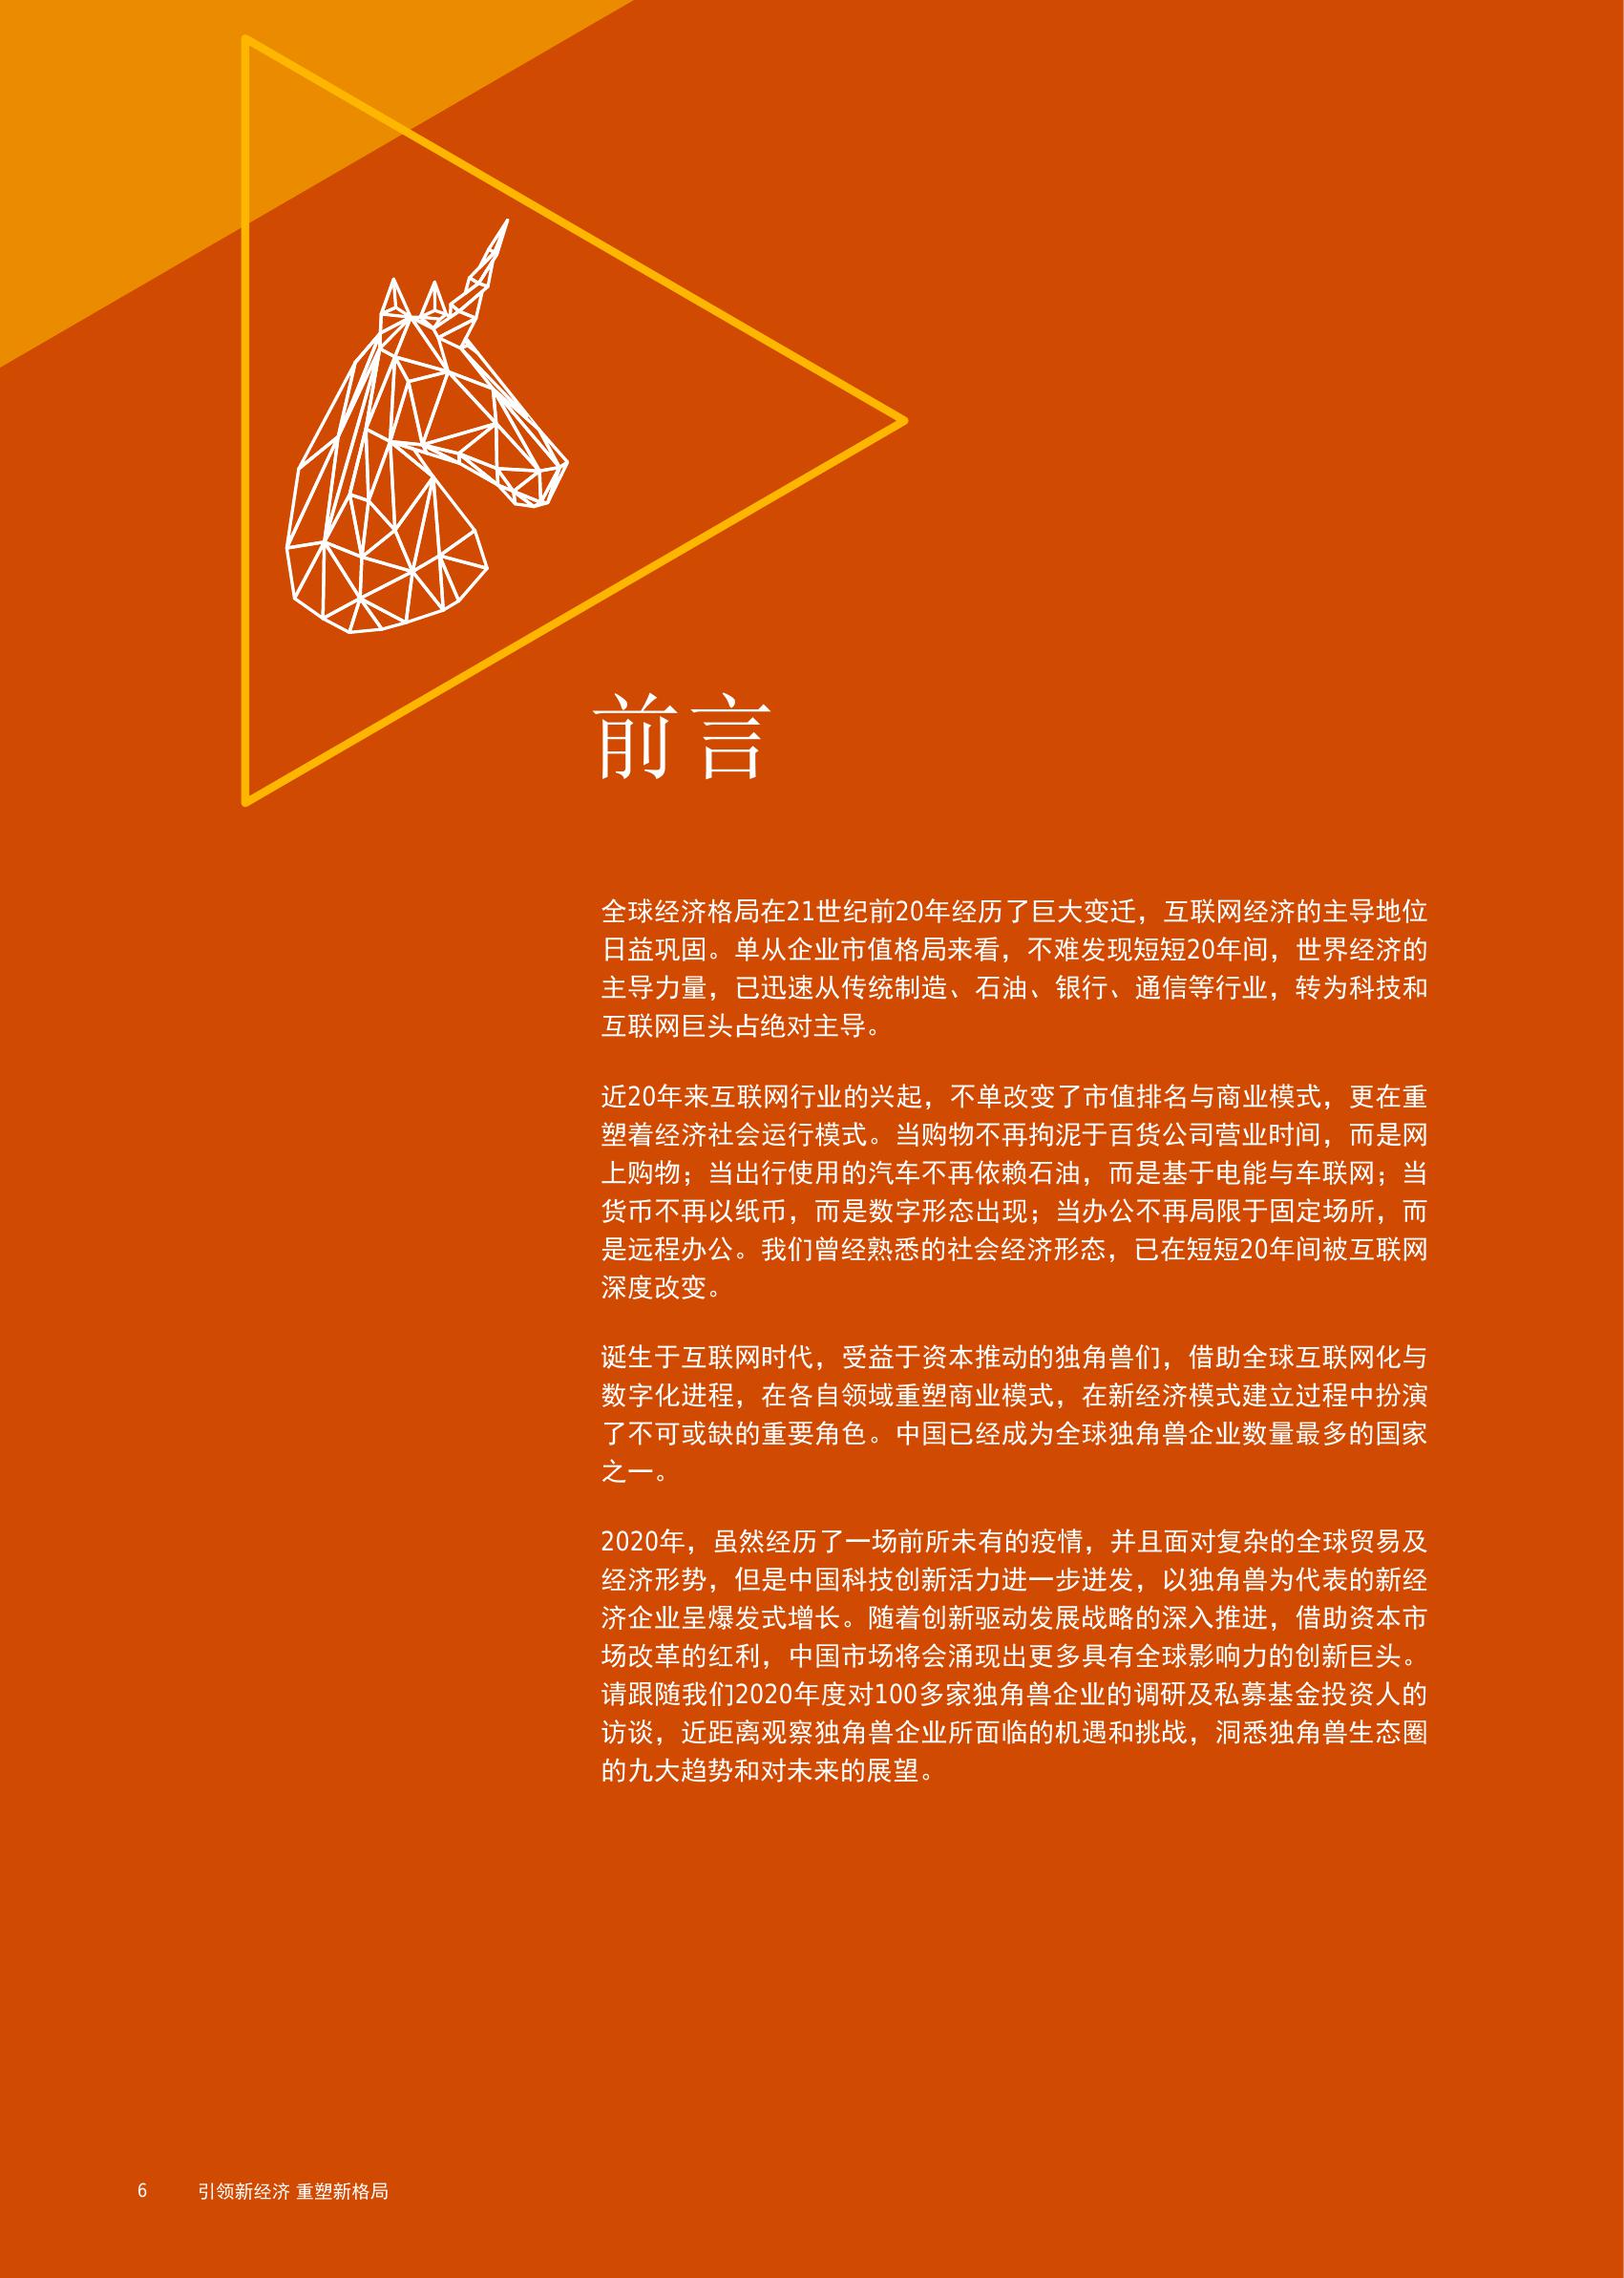 前言
全球经济格局在21世纪前20年经历了巨大变迁，互联网经济的主导地位
日益巩固。单从企业市值格局来看，不难发现短短20年间，世界经济的
主导力量，已迅速从传统制造、石油、银行、通信等行业，转为科技和
互联网巨头占绝对主导。
近20年来互联网行业的兴起，不单改变了市值排名与商业模式，更在重
塑着经济社会运行模式。当购物不再拘泥于百货公司营业时间，而是网
上购物；当出行使用的汽车不再依赖石油，而是基于电能与车联网；当
货币不再以纸币，而是数字形态出现；当办公不再局限于固定场所，而
是远程办公。我们曾经熟悉的社会经济形态，已在短短20年间被互联网
深度改变。
诞生于互联网时代，受益于资本推动的独角兽们，借助全球互联网化与
数字化进程，在各自领域重塑商业模式，在新经济模式建立过程中扮演
了不可或缺的重要角色。中国已经成为全球独角兽企业数量最多的国家
之一。
2020年，虽然经历了一场前所未有的疫情，并且面对复杂的全球贸易及
经济形势，但是中国科技创新活力进一步迸发，以独角兽为代表的新经
济企业呈爆发式增长。随着创新驱动发展战略的深入推进，借助资本市
场改革的红利，中国市场将会涌现出更多具有全球影响力的创新巨头。
请跟随我们2020年度对100多家独角兽企业的调研及私募基金投资人的
访谈，近距离观察独角兽企业所面临的机遇和挑战，洞悉独角兽生态圈
的九大趋势和对未来的展望。
6 引领新经济 重塑新格局